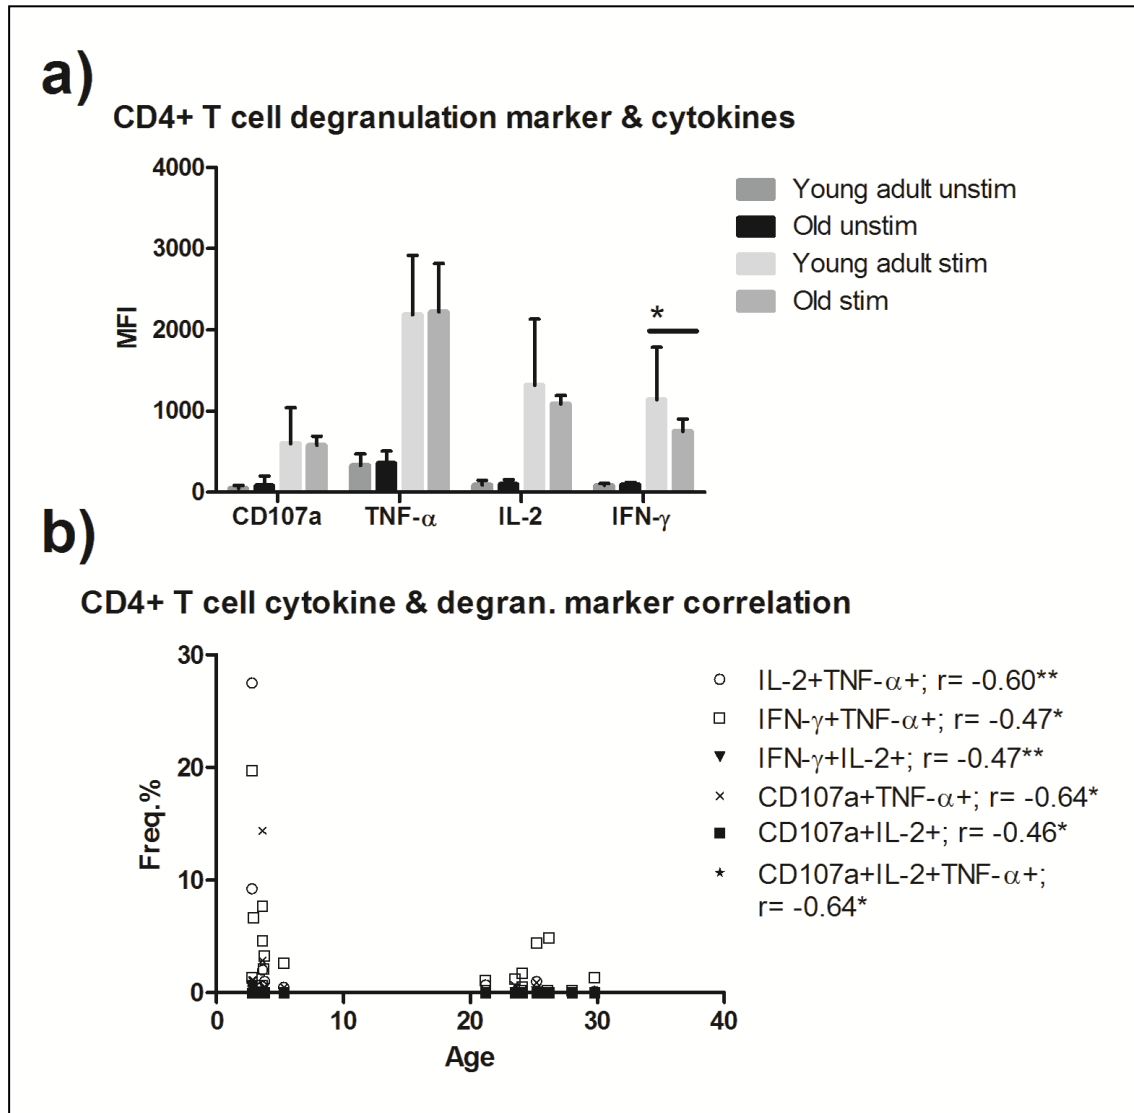 a)
CD4+ T cell degranulation marker & cytokines
4000
3000
2000
1000
0
MFI
*
CD107a TNF-α IL-2 IFN-γ
Young adult unstim
Old unstim
Young adult stim
Old stim
b)
CD4+ T cell cytokine & degran. marker correlation
30
20
10
0
Freq.%
0 10 20 30 40
Age
IL-2+TNF-α+; r= -0.60**
IFN-γ+TNF-α+; r= -0.47*
IFN-γ+IL-2+; r= -0.47**
CD107a+TNF-α+; r= -0.64*
CD107a+IL-2+; r= -0.46*
CD107a+IL-2+TNF-α+;
r= -0.64*